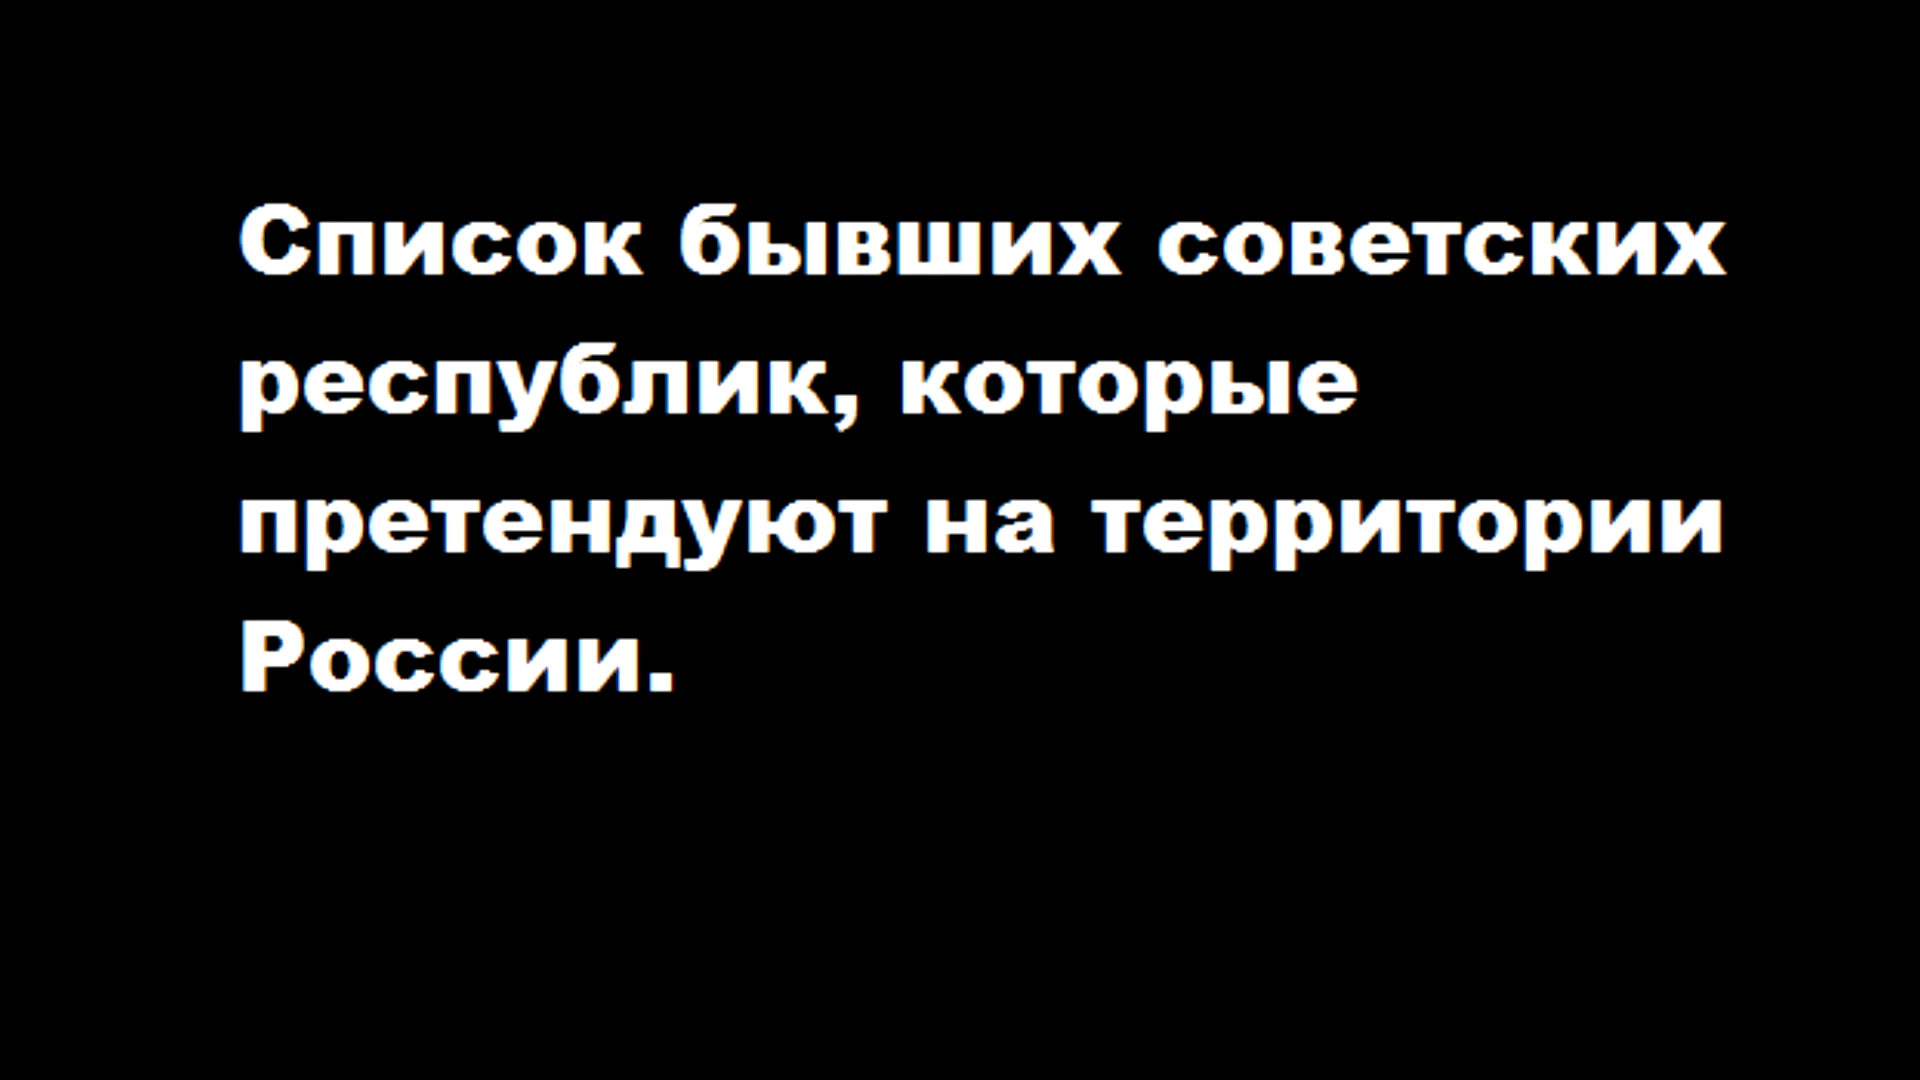 Список бывших советских
республик, которые
претендуют на территории
России.